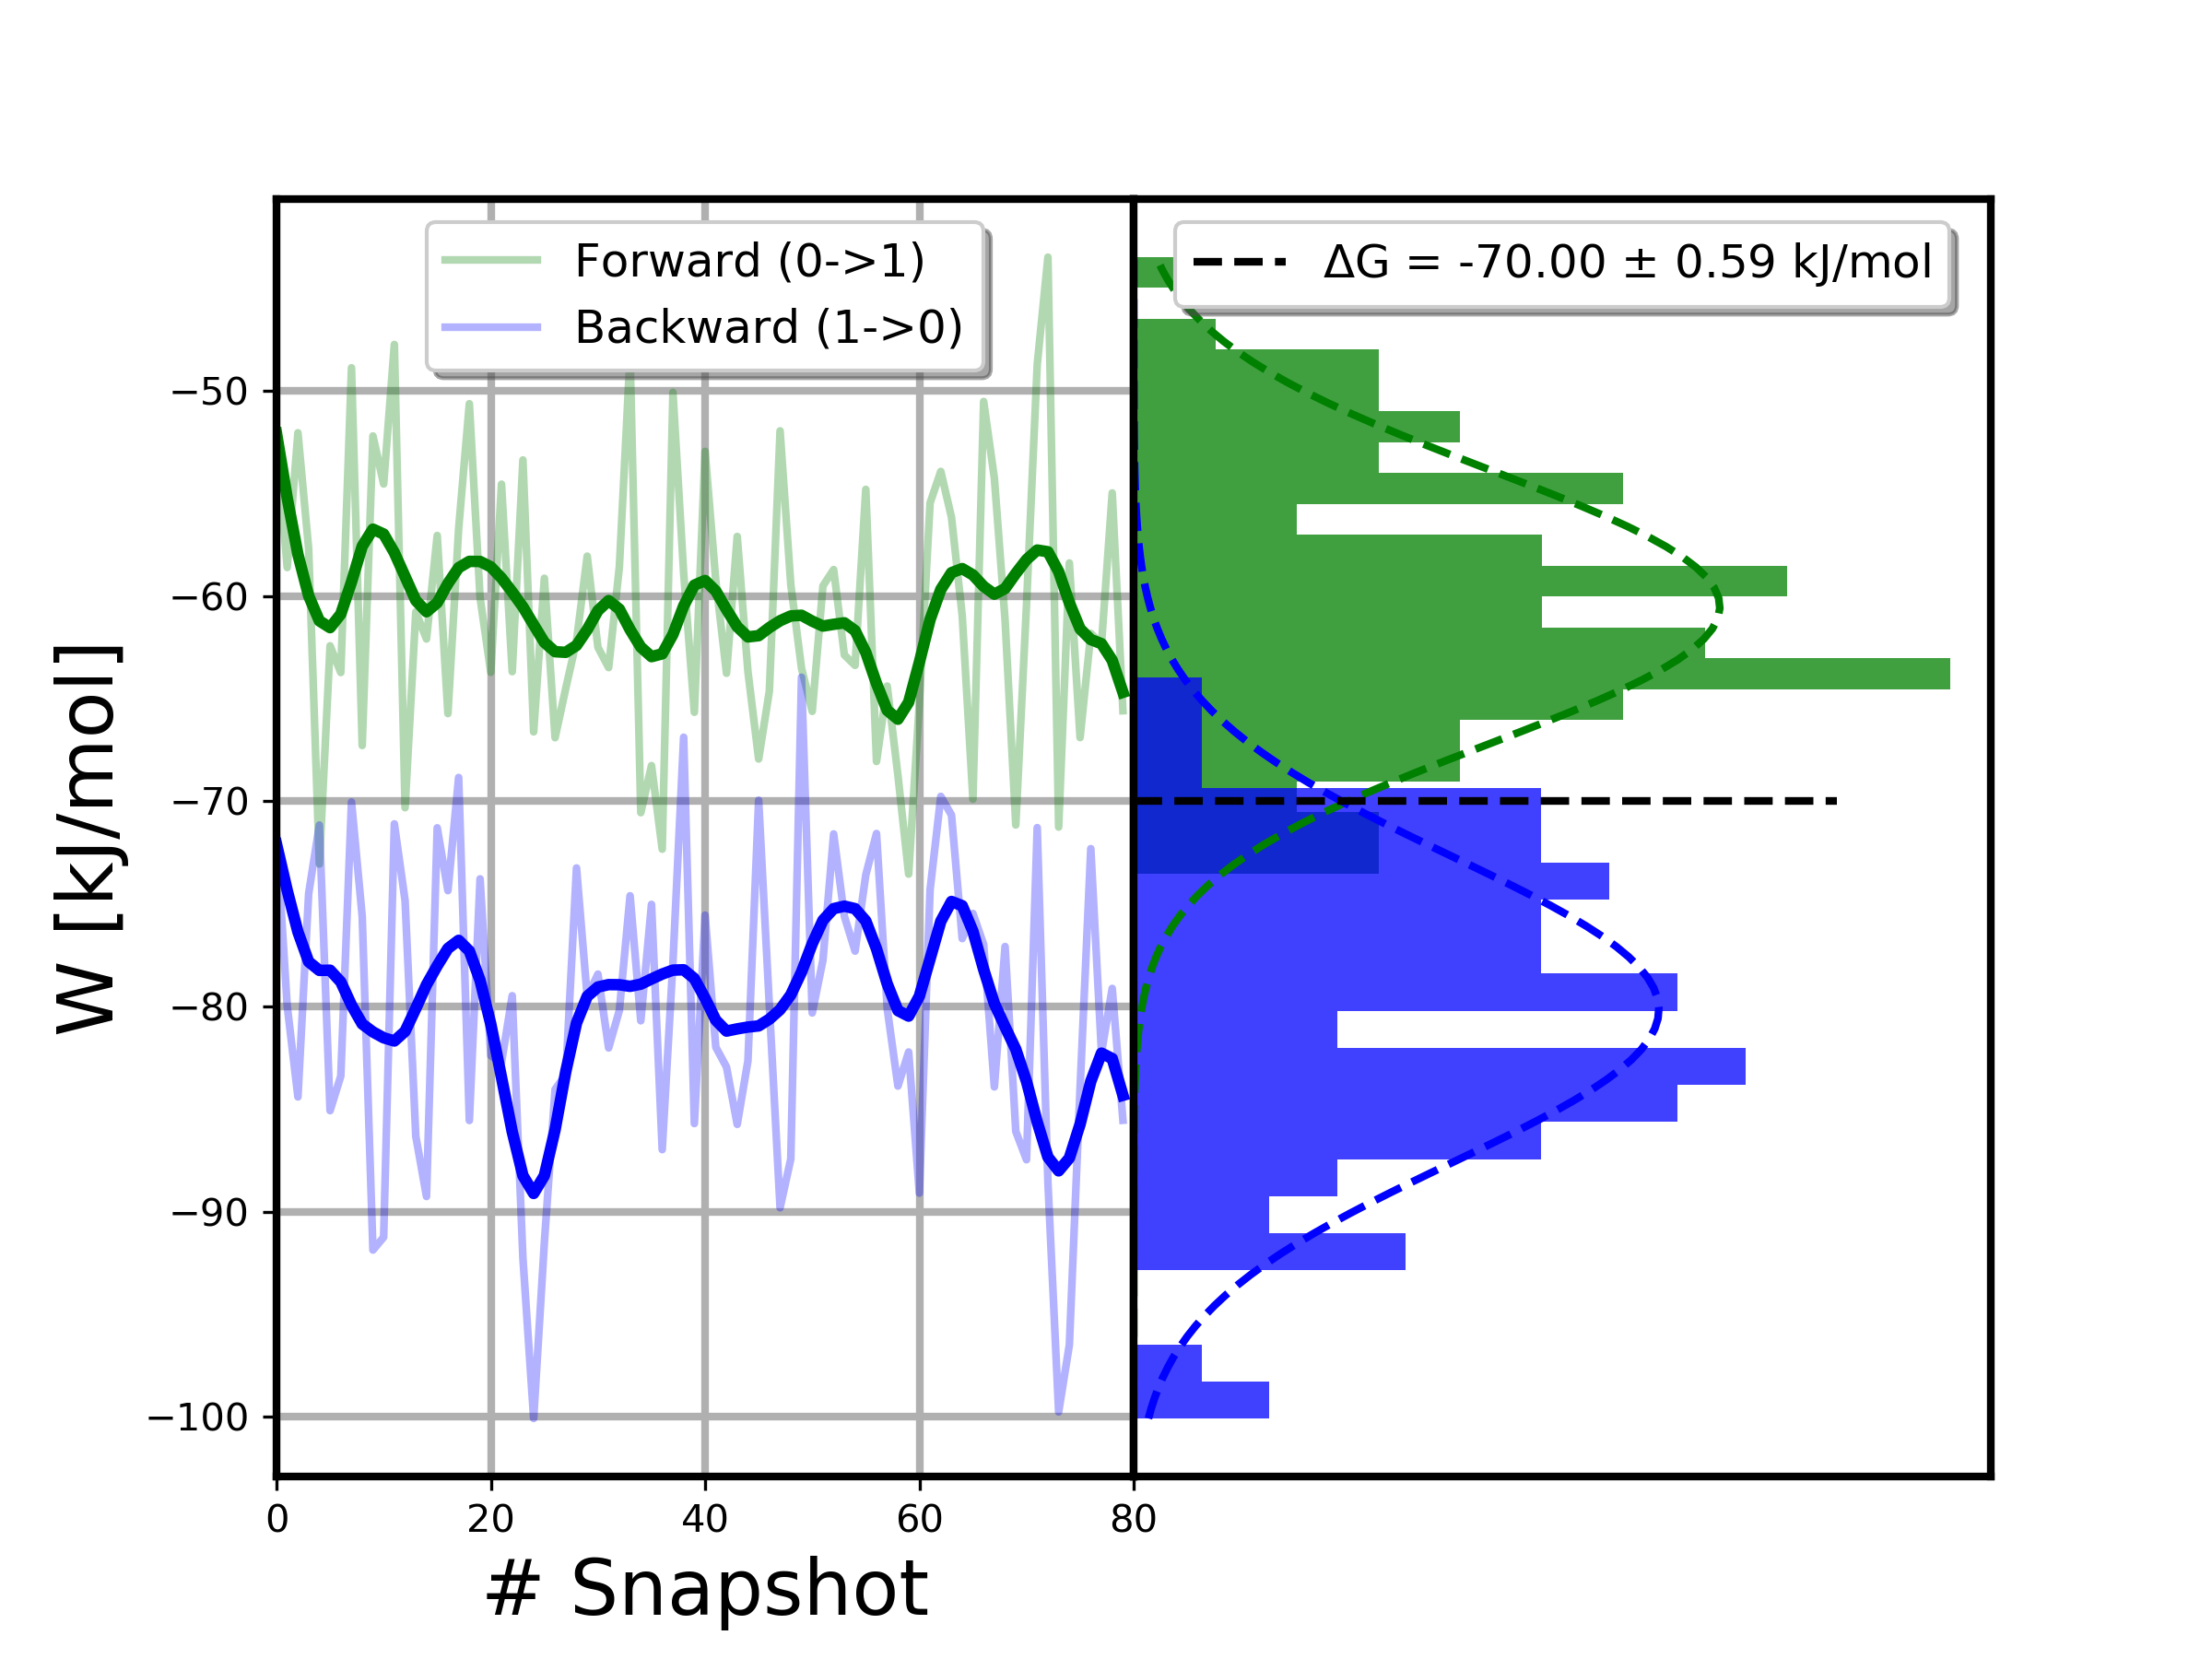 Forward (0->1)
Backward (1->0)
ΔG = -70.00 ± 0.59 kJ/mol
W [kJ/mol]
−50
−60
−70
−80
−90
−100
0 20 40 60 80
# Snapshot